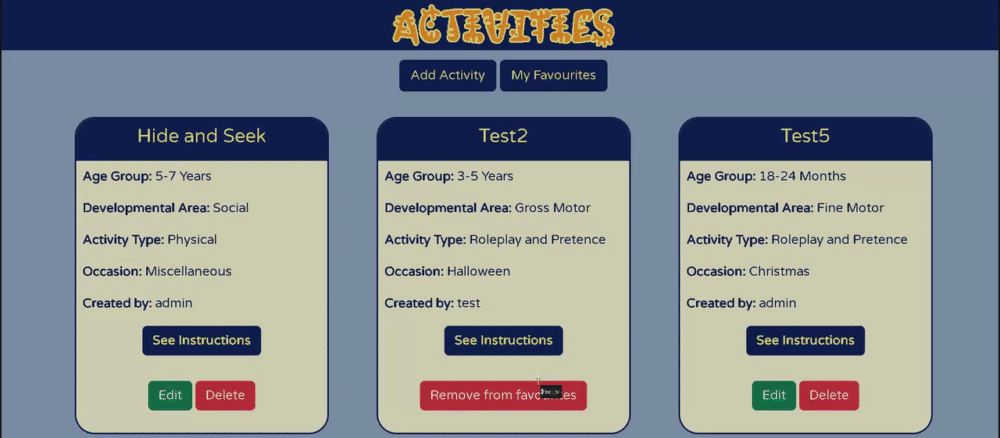 ACTIVITIES
Add Activity My Favourites
Hide and Seek
Age Group: 5-7 Years
Developmental Area: Social
Activity Type: Physical
Occasion: Miscellaneous
Created by: admin
See Instructions
Edit Delete
Test2
Age Group: 3-5 Years
Developmental Area: Gross Motor
Activity Type: Roleplay and Pretence
Occasion: Halloween
Created by: test
See Instructions
Remove from favourites
Test5
Age Group: 18-24 Months
Developmental Area: Fine Motor
Activity Type: Roleplay and Pretence
Occasion: Christmas
Created by: admin
See Instructions
Edit Delete